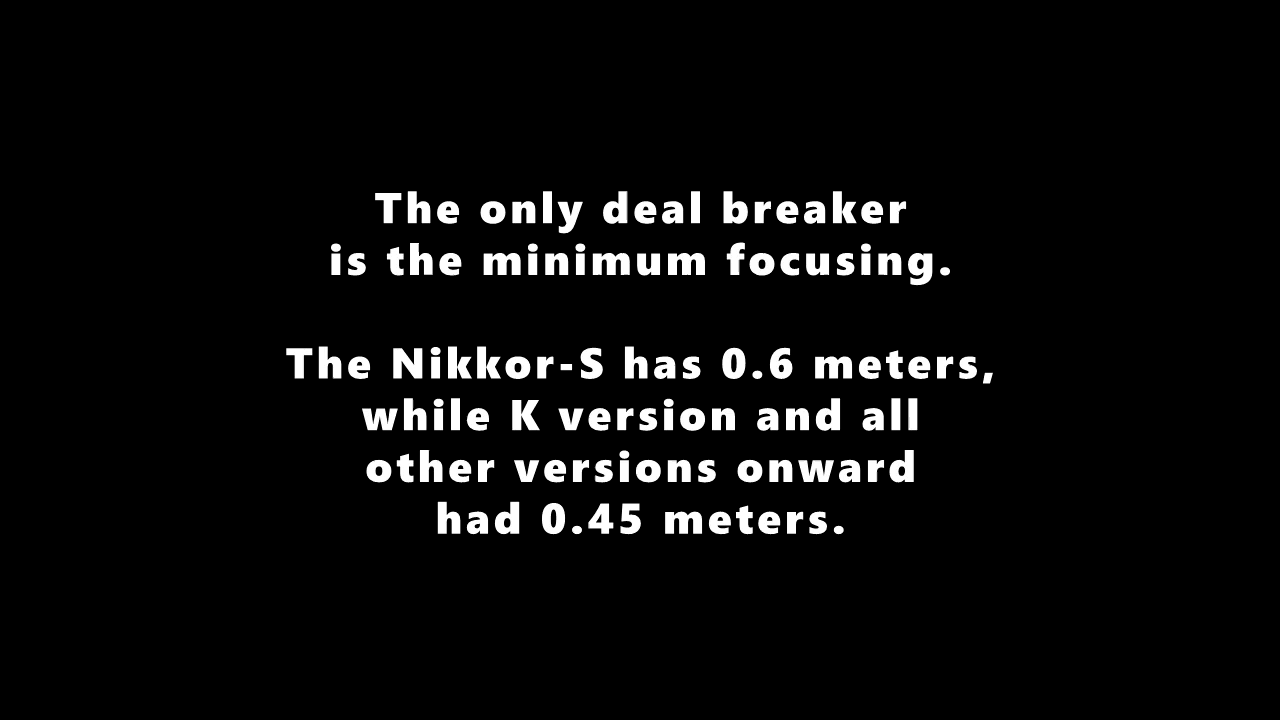 The only deal breaker
is the minimum focusing.
The Nikkor-S has 0.6 meters,
while K version and all
other versions onward
had 0.45 meters.